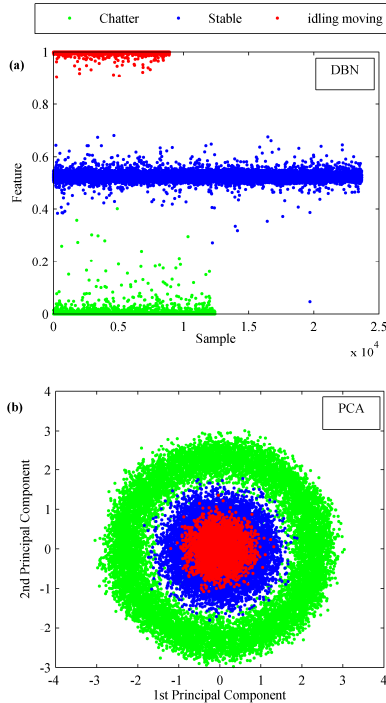 Chatter Stable idling moving
(a)
DBN
1
0.8
0.6
0.4
0.2
0
Feature
0 0.5 1 1.5 2 2.5
Sample
x 10^4
(b)
PCA
4
3
2
1
0
-1
-2
-3
2nd Principal Component
-4 -3 -2 -1 0 1 2 3 4
1st Principal Component